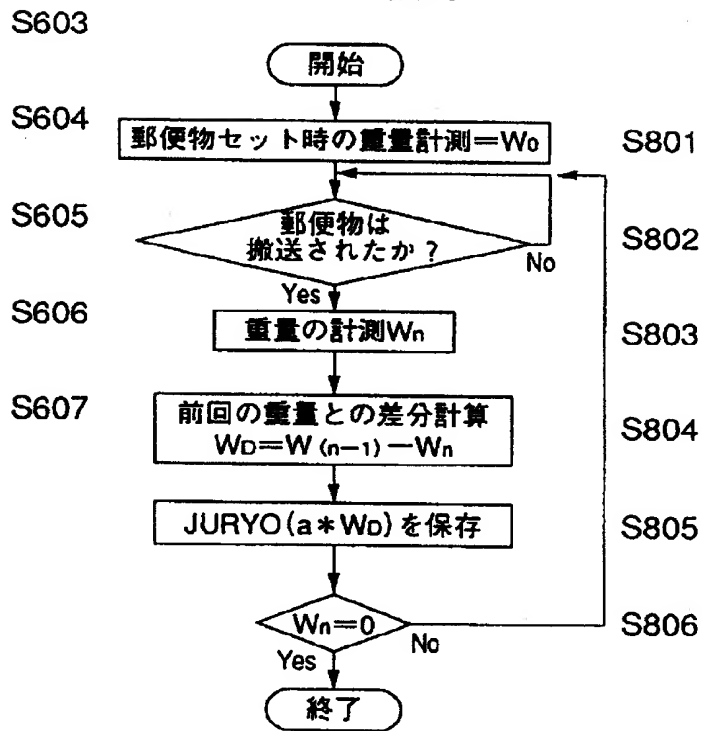 S603
開始
S604
郵便物セット時の重量計測=W0
S801
S605
郵便物は
搬送されたか?
S802
No
Yes
S606
重量の計測Wn
S803
S607
前回の重量との差分計算
WD=W(n-1)-Wn
S804
JURYO(a*WD)を保存
S805
Wn=0
S806
No
Yes
終了